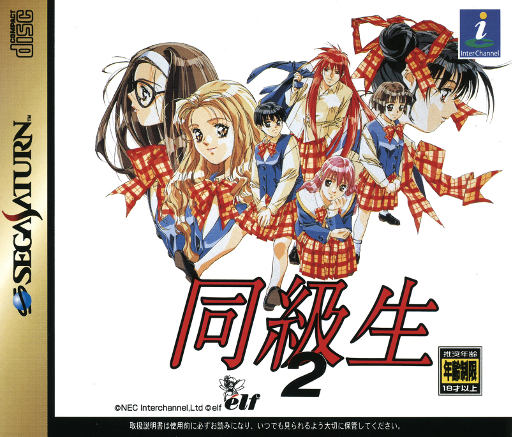 COMPACT
disc
i
InterChannel
SEGA SATURN™
同級生
2
推奨年齢
年齢制限
18才以上
elf
©NEC Interchannel,Ltd ©elf
取扱説明書は使用前に必ずお読みになり、いつでも見られるよう大切に保管してください。